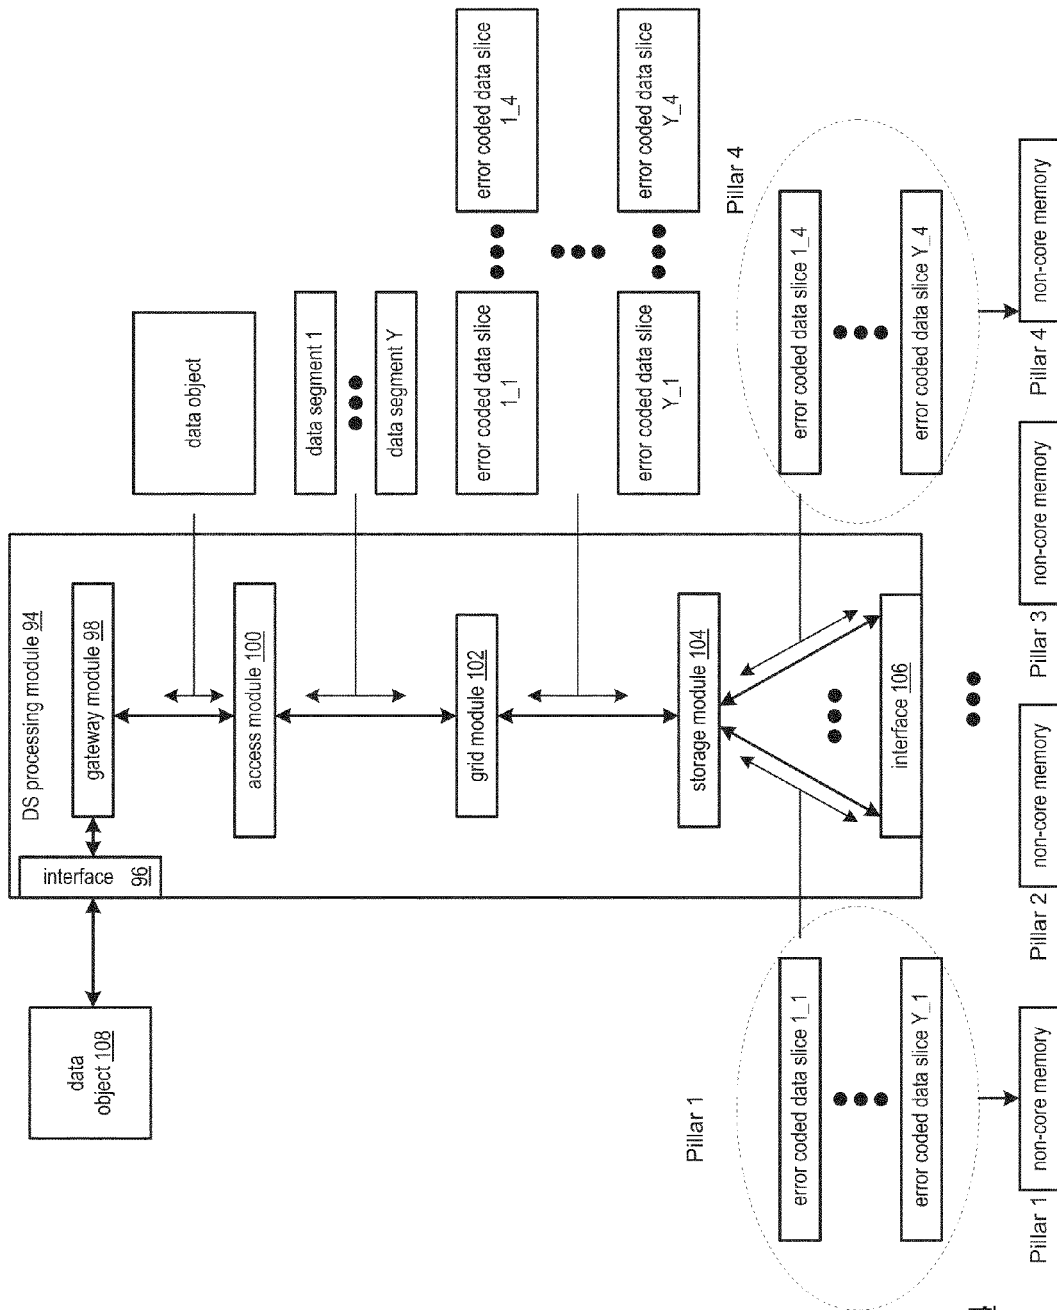 data
object 108
interface 96
DS processing module 94
gateway module 98
access module 100
grid module 102
storage module 104
interface 106
data object
data segment 1
data segment Y
error coded data slice
1_1
error coded data slice
1_4
error coded data slice
Y_1
error coded data slice
Y_4
Pillar 1
error coded data slice 1_1
error coded data slice Y_1
Pillar 4
error coded data slice 1_4
error coded data slice Y_4
Pillar 1
non-core memory
Pillar 2
non-core memory
Pillar 3
non-core memory
Pillar 4
non-core memory